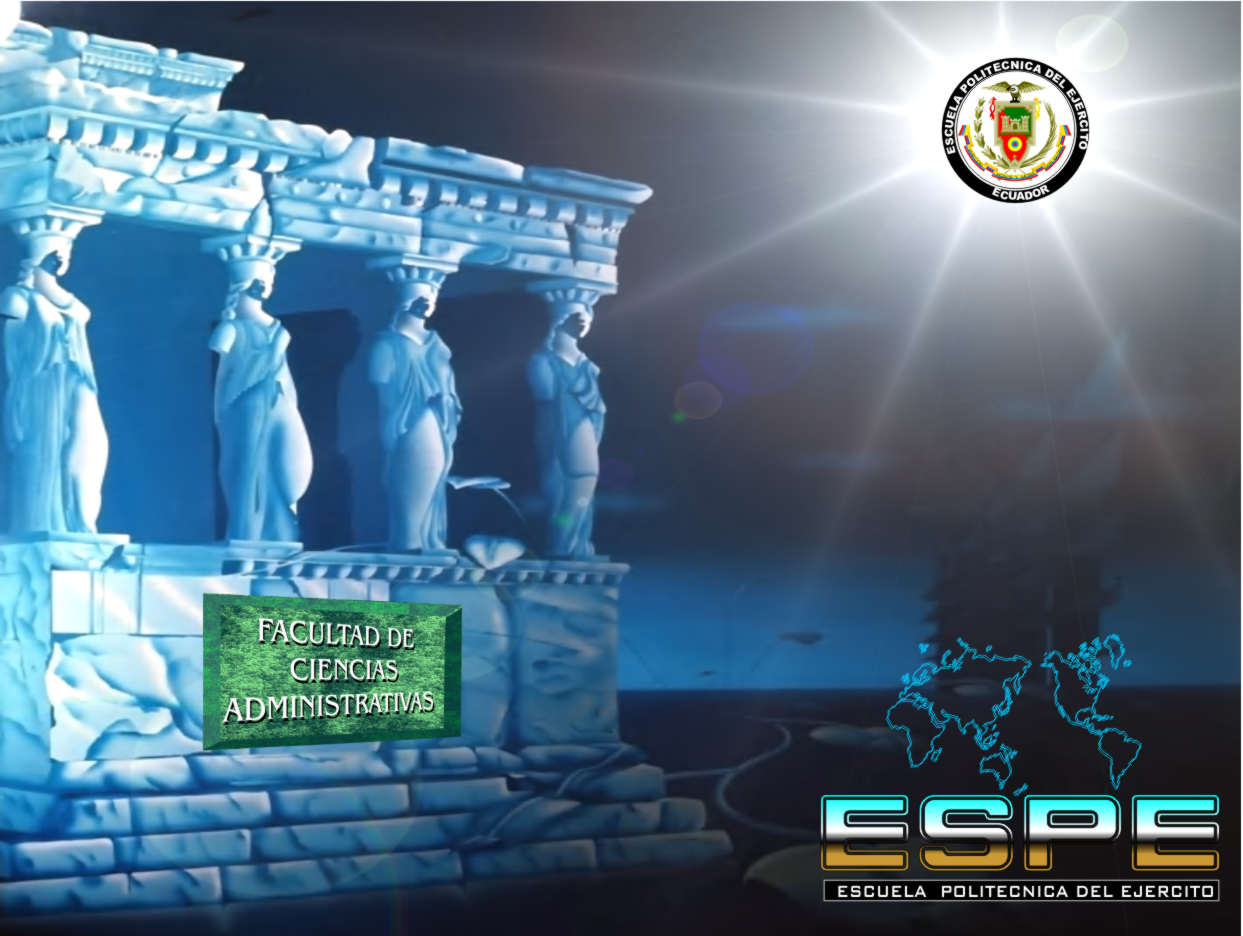 ESCUELA POLITECNICA DEL EJERCITO
ECUADOR
FACULTAD DE
CIENCIAS
ADMINISTRATIVAS
ESPE
ESCUELA POLITECNICA DEL EJERCITO